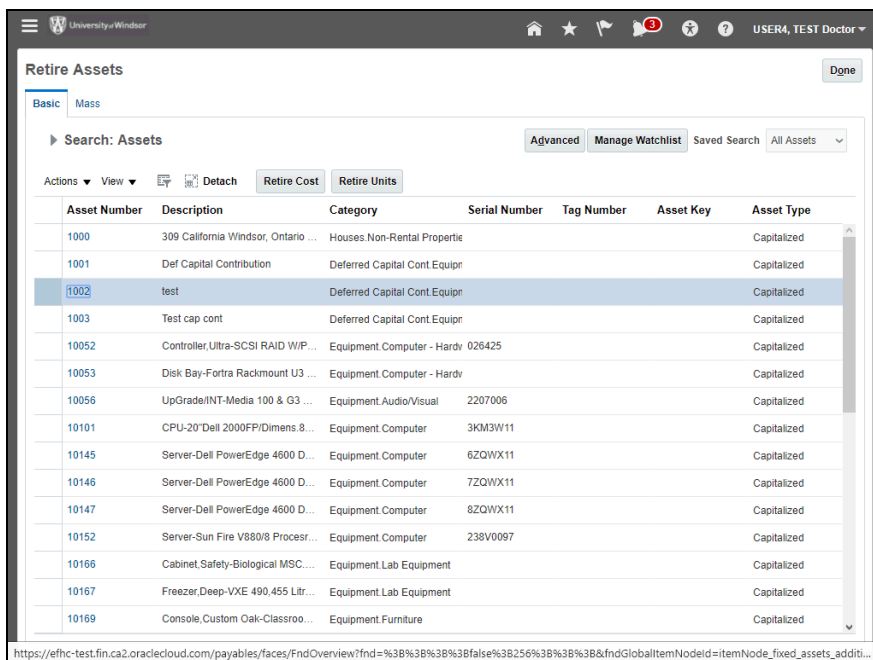 University of Windsor
3
USER4, TEST Doctor
Retire Assets
Done
Basic Mass
Search: Assets
Advanced Manage Watchlist Saved Search All Assets
Actions View Detach Retire Cost Retire Units
Asset Number Description Category Serial Number Tag Number Asset Key Asset Type
1000 309 California Windsor, Ontario ... Houses.Non-Rental Propertie Capitalized
1001 Def Capital Contribution Deferred Capital Cont.Equipn Capitalized
1002 test Deferred Capital Cont.Equipn Capitalized
1003 Test cap cont Deferred Capital Cont.Equipn Capitalized
10052 Controller,Ultra-SCSI RAID W/P... Equipment.Computer - Hardv 026425 Capitalized
10053 Disk Bay-Fortra Rackmount U3 ... Equipment.Computer - Hardv Capitalized
10056 UpGrade/INT-Media 100 & G3 ... Equipment.Audio/Visual 2207006 Capitalized
10101 CPU-20"Dell 2000FP/Dimens.8... Equipment.Computer 3KM3W11 Capitalized
10145 Server-Dell PowerEdge 4600 D... Equipment.Computer 6ZQWX11 Capitalized
10146 Server-Dell PowerEdge 4600 D... Equipment.Computer 7ZQWX11 Capitalized
10147 Server-Dell PowerEdge 4600 D... Equipment.Computer 8ZQWX11 Capitalized
10152 Server-Sun Fire V880/8 Procesr... Equipment.Computer 238V0097 Capitalized
10166 Cabinet,Safety-Biological MSC.... Equipment.Lab Equipment Capitalized
10167 Freezer,Deep-VXE 490,455 Litr... Equipment.Lab Equipment Capitalized
10169 Console,Custom Oak-Classroo... Equipment.Furniture Capitalized
https://efhc-test.fin.ca2.oraclecloud.com/payables/faces/FndOverview?fnd=%3B%3B%3B%3Bfalse%3B256%3B%3B%3B&fndGlobalItemNodeId=itemNode_fixed_assets_additi...